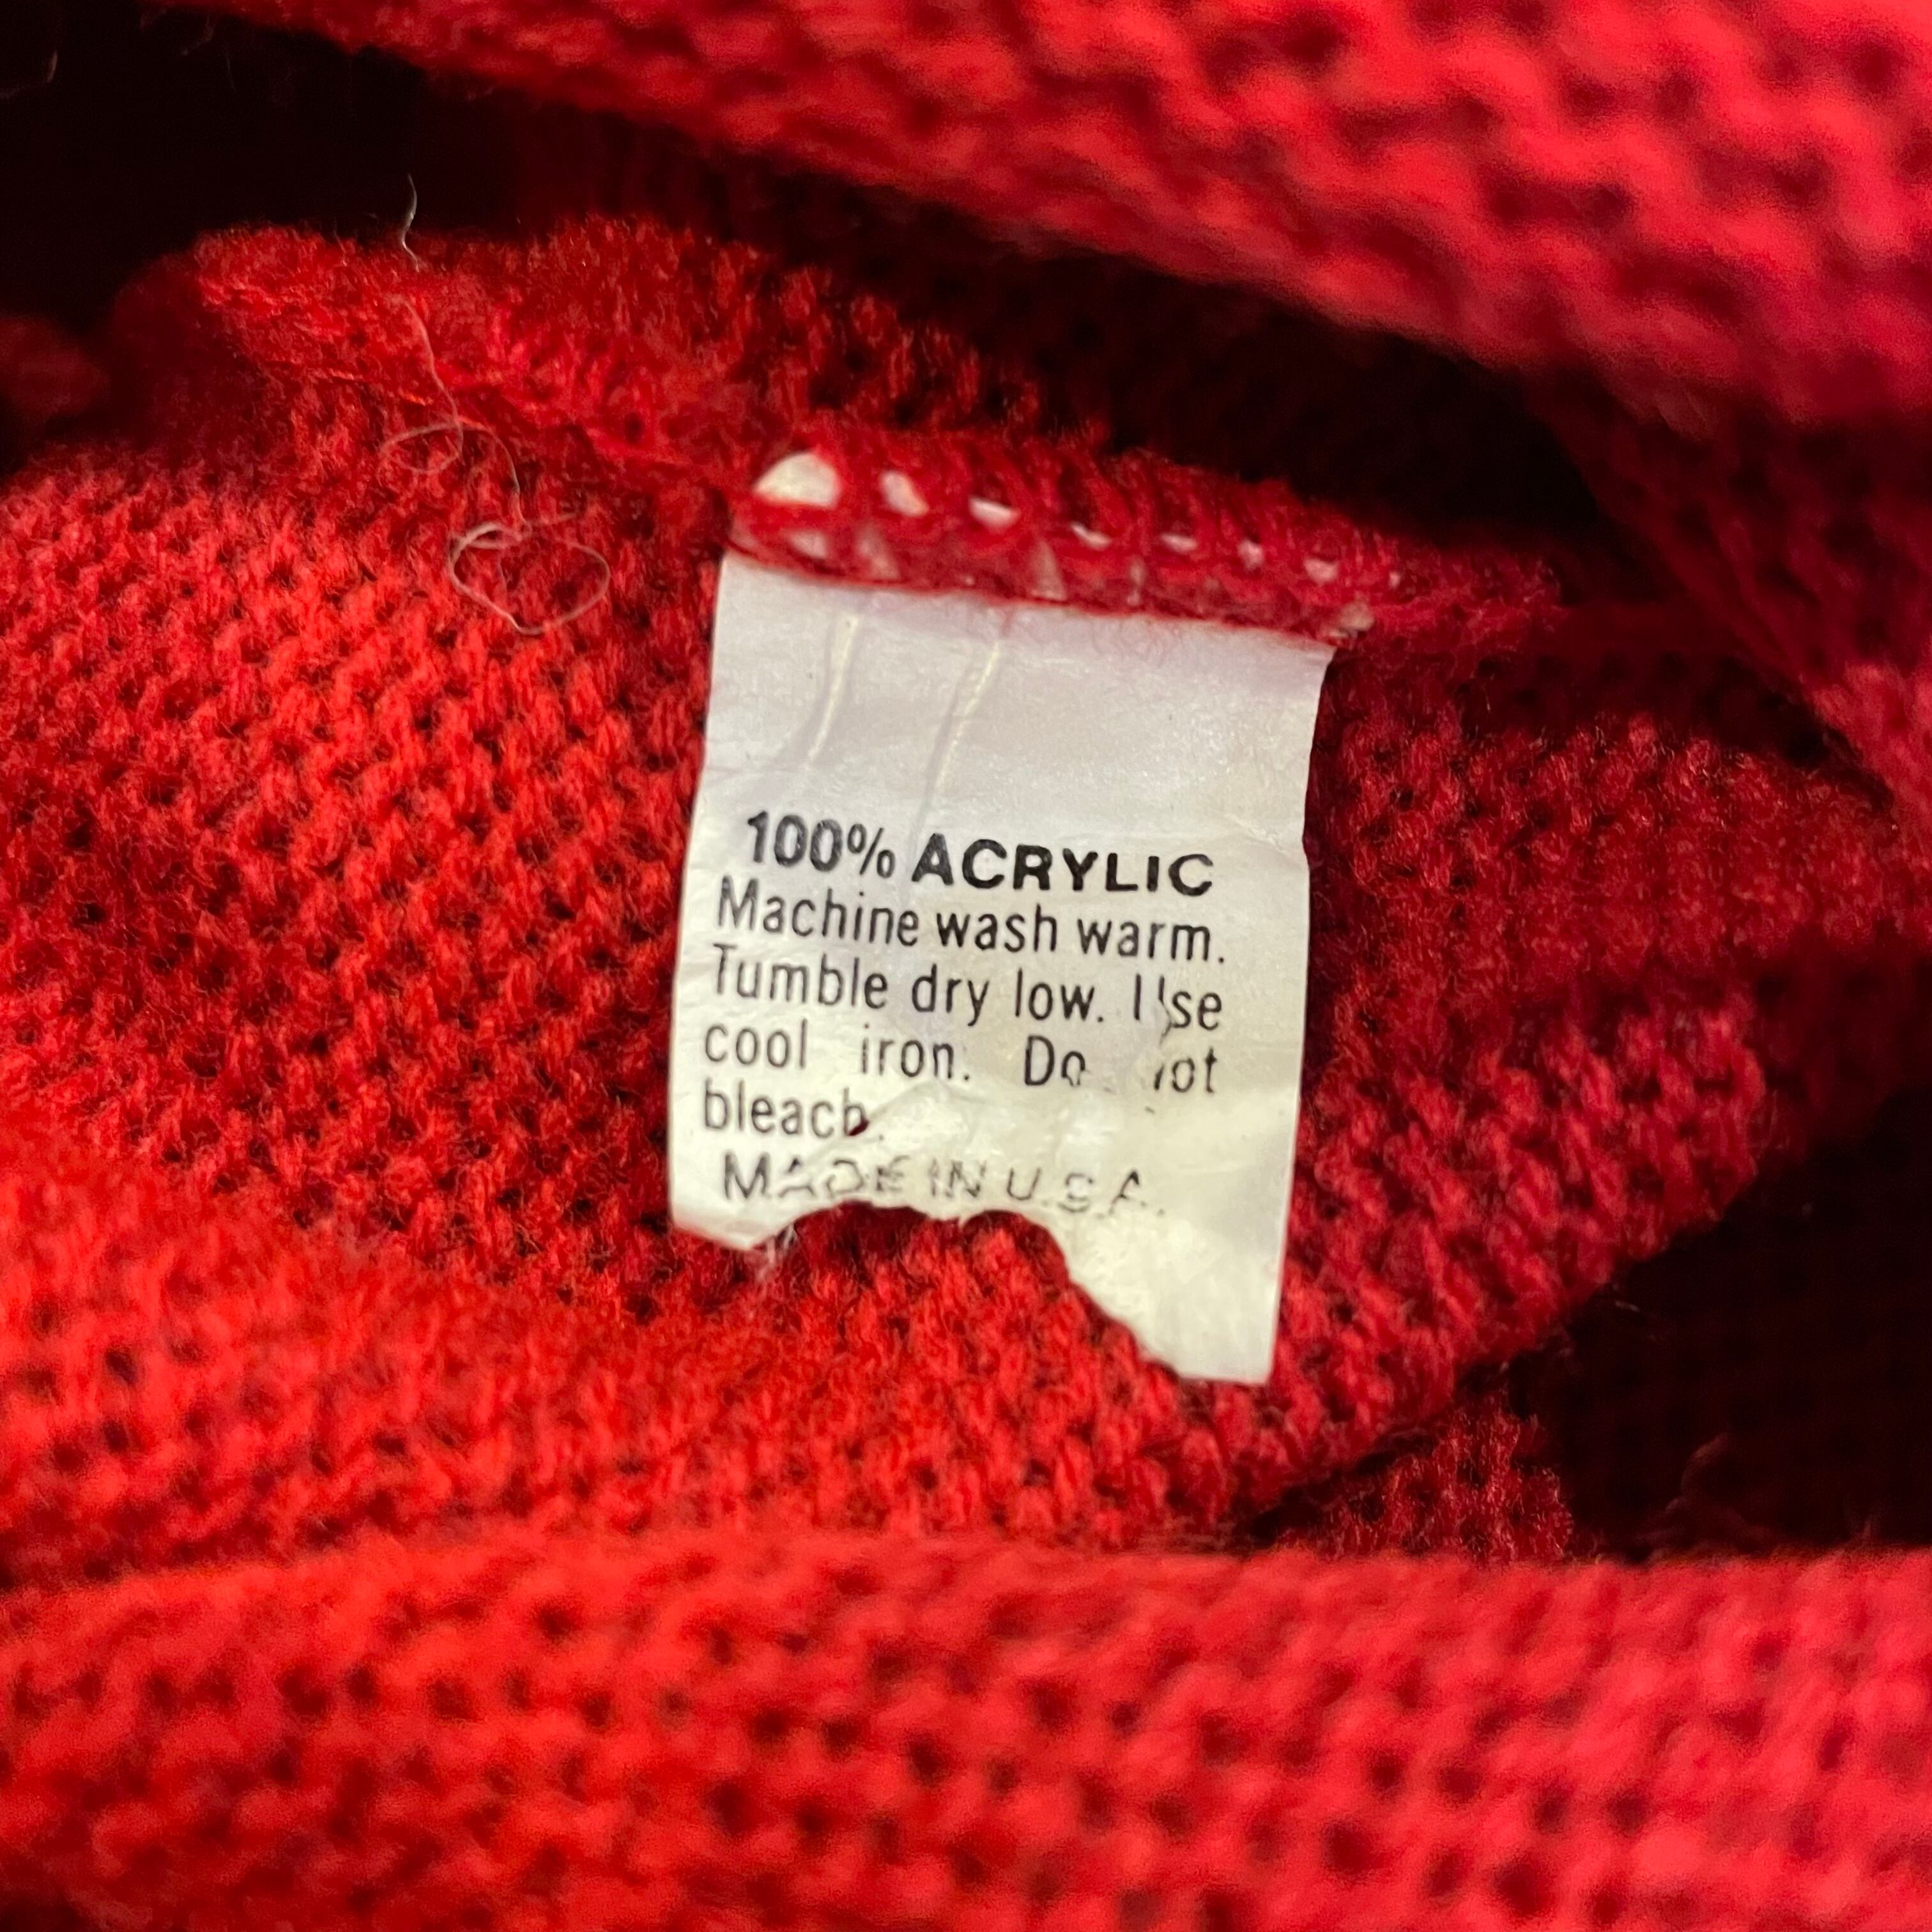 100% ACRYLIC
Machine wash warm.
Tumble dry low. Use
cool iron. Do not
bleach.
MADE IN U.S.A.